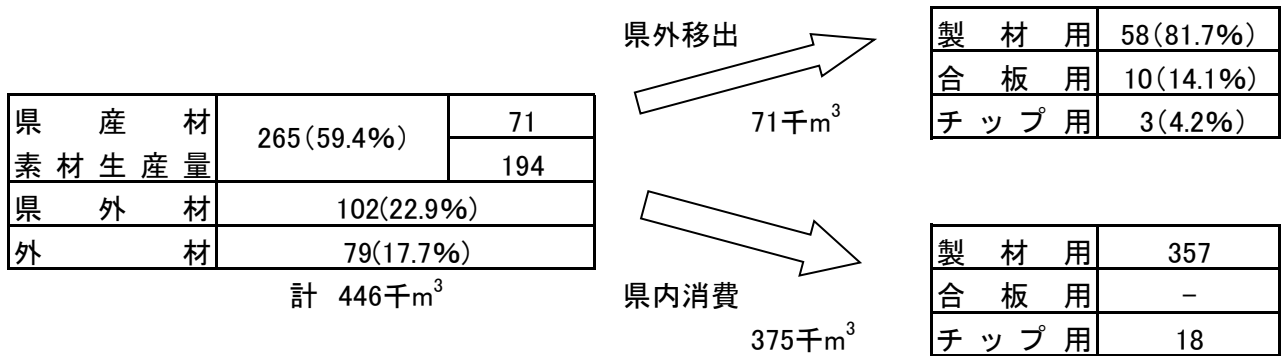 県産材素材生産量 265(59.4%) 71
194
県外材 102(22.9%)
外材 79(17.7%)
計 446千m³
県外移出
71千m³
製材用 58(81.7%)
合板用 10(14.1%)
チップ用 3(4.2%)
県内消費
375千m³
製材用 357
合板用 －
チップ用 18